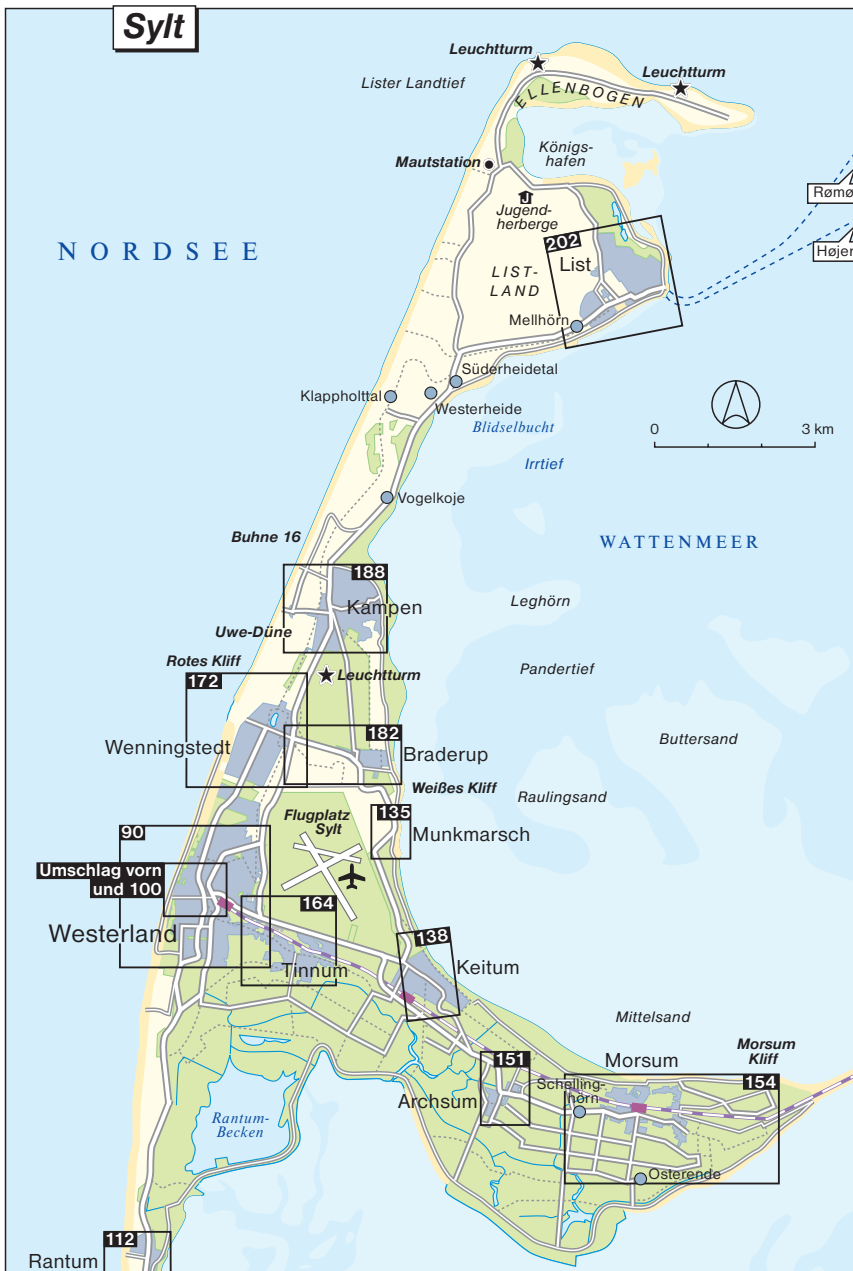 Sylt
Leuchtturm
Leuchtturm
Lister Landtief
ELLENBOGEN
Königs-
hafen
Mautstation
J
Jugend-
herberge
Rømø
Højer
NORDSEE
202
List
LIST-
LAND
Mellhörn
Süderheidetal
Klappholttal
Westerheide
Blidselbucht
0 3 km
Irrtief
Vogelkoje
Buhne 16
WATTENMEER
188
Kampen
Leghörn
Uwe-Düne
Rotes Kliff
Leuchtturm
Pandertief
172
182
Wenningstedt
Braderup
Buttersand
Weißes Kliff
Raulingsand
Flugplatz
Sylt
135
Munkmarsch
90
Umschlag vorn
und 100
164
Westerland
138
Tinnum
Keitum
Mittelsand
Morsum
Kliff
151
Morsum
154
Schelling-
horn
Archsum
Rantum-
Becken
Osterende
112
Rantum